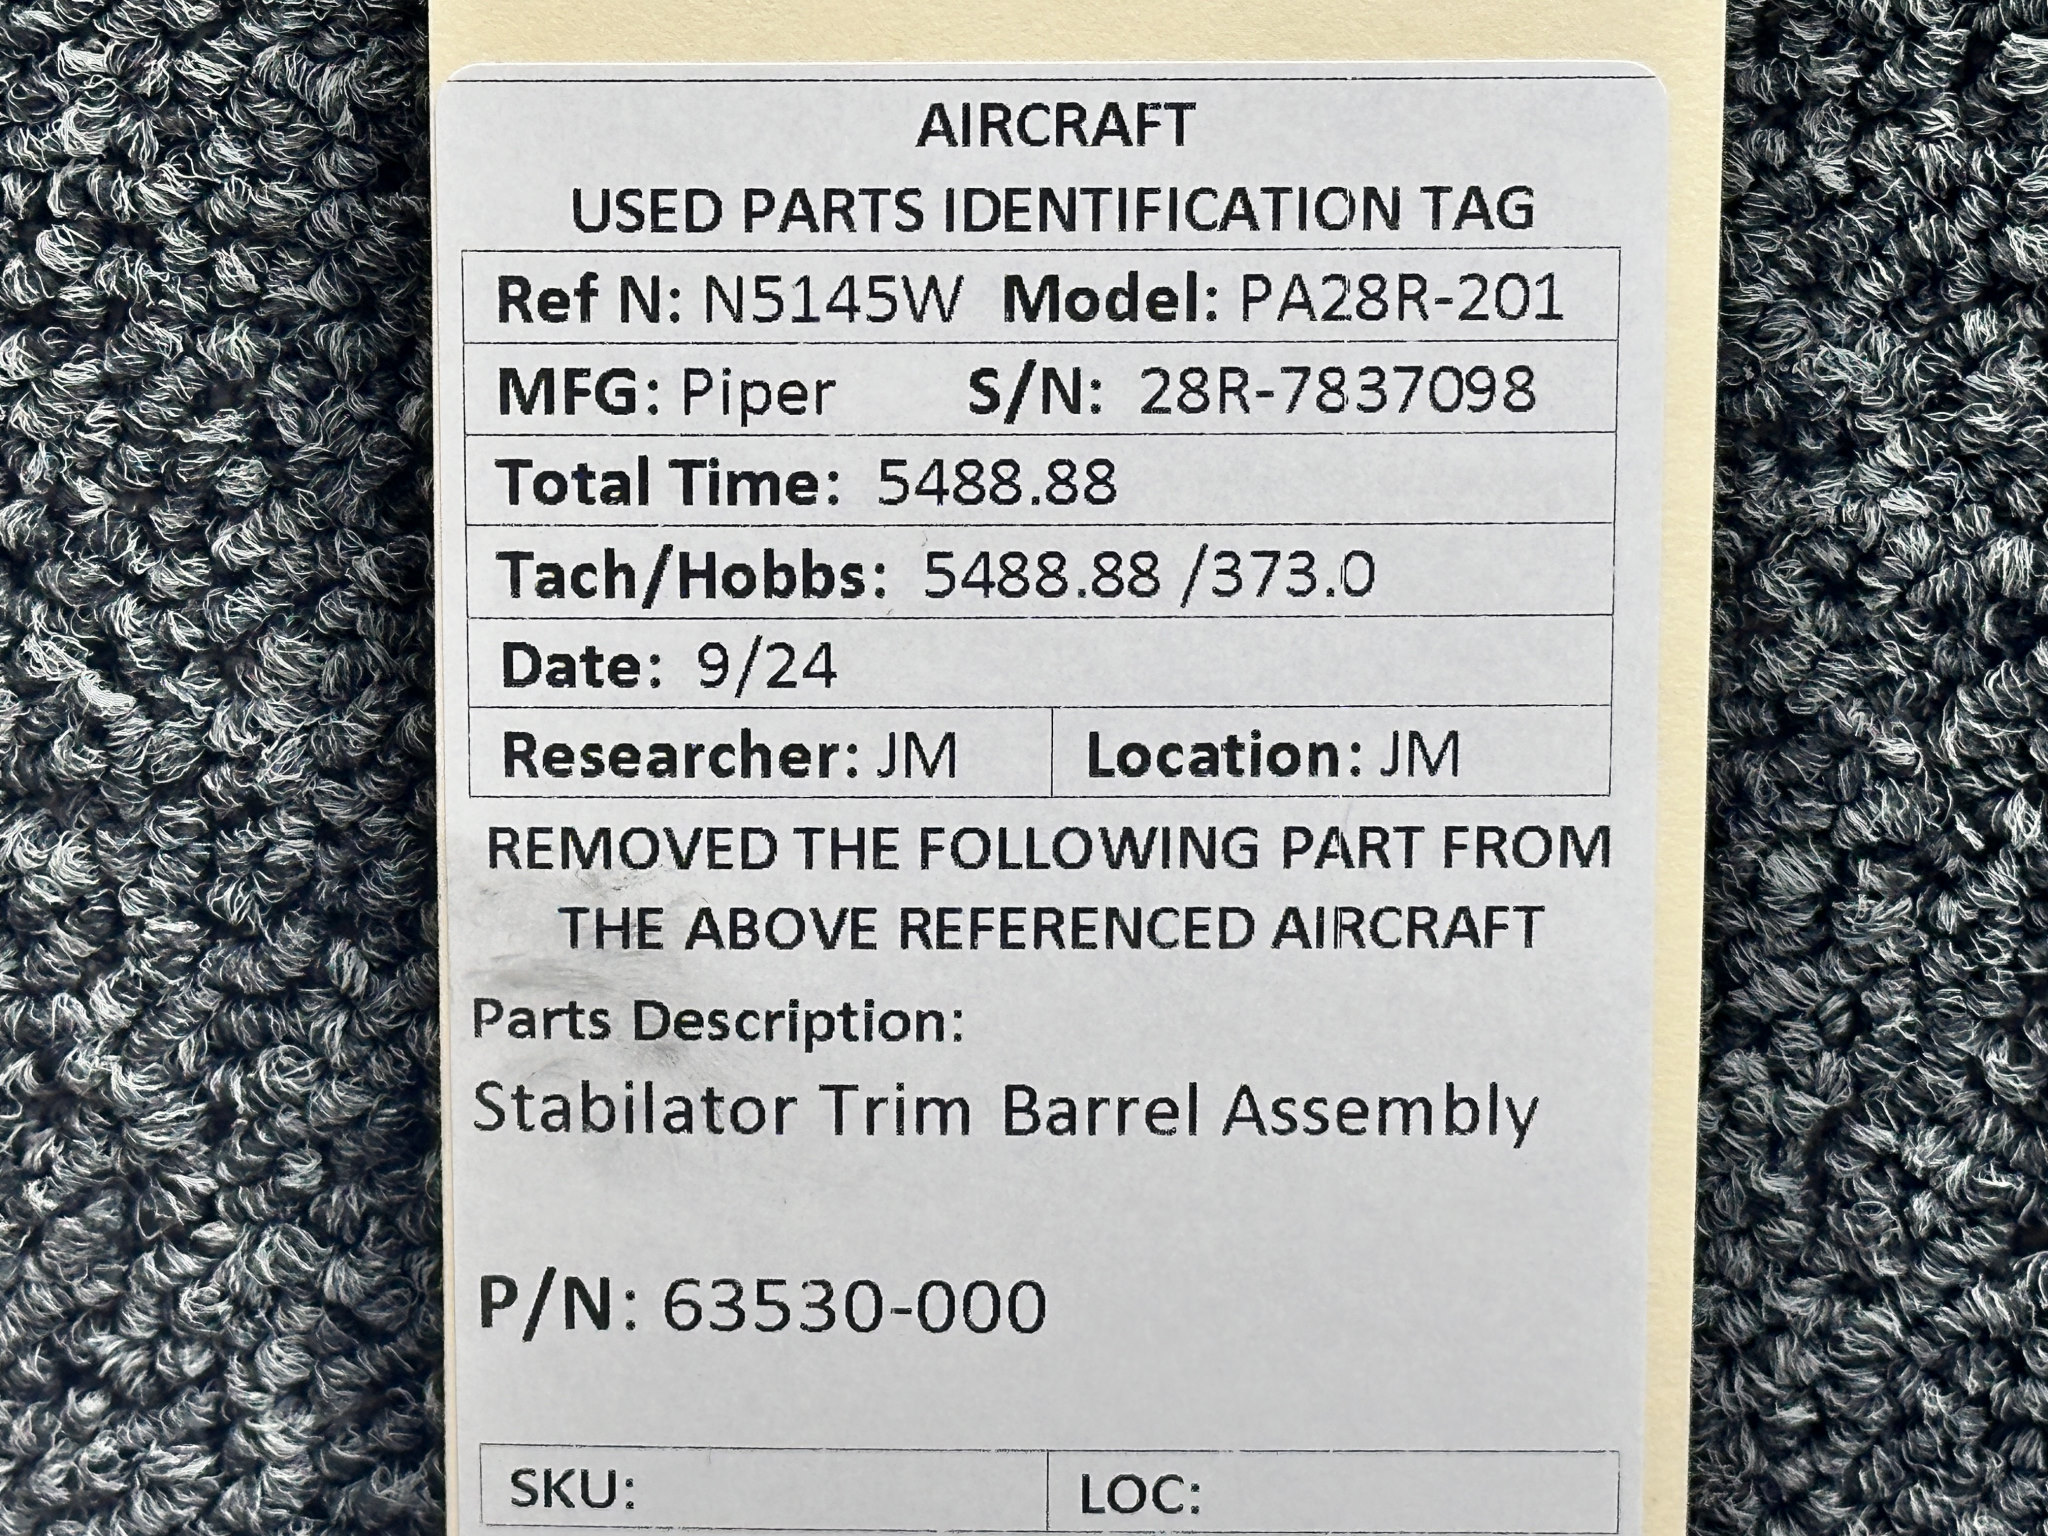 AIRCRAFT
USED PARTS IDENTIFICATION TAG
Ref N: N5145W Model: PA28R-201
MFG: Piper S/N: 28R-7837098
Total Time: 5488.88
Tach/Hobbs: 5488.88 /373.0
Date: 9/24
Researcher: JM Location: JM
REMOVED THE FOLLOWING PART FROM
THE ABOVE REFERENCED AIRCRAFT
Parts Description:
Stabilator Trim Barrel Assembly
P/N: 63530-000
SKU: LOC: